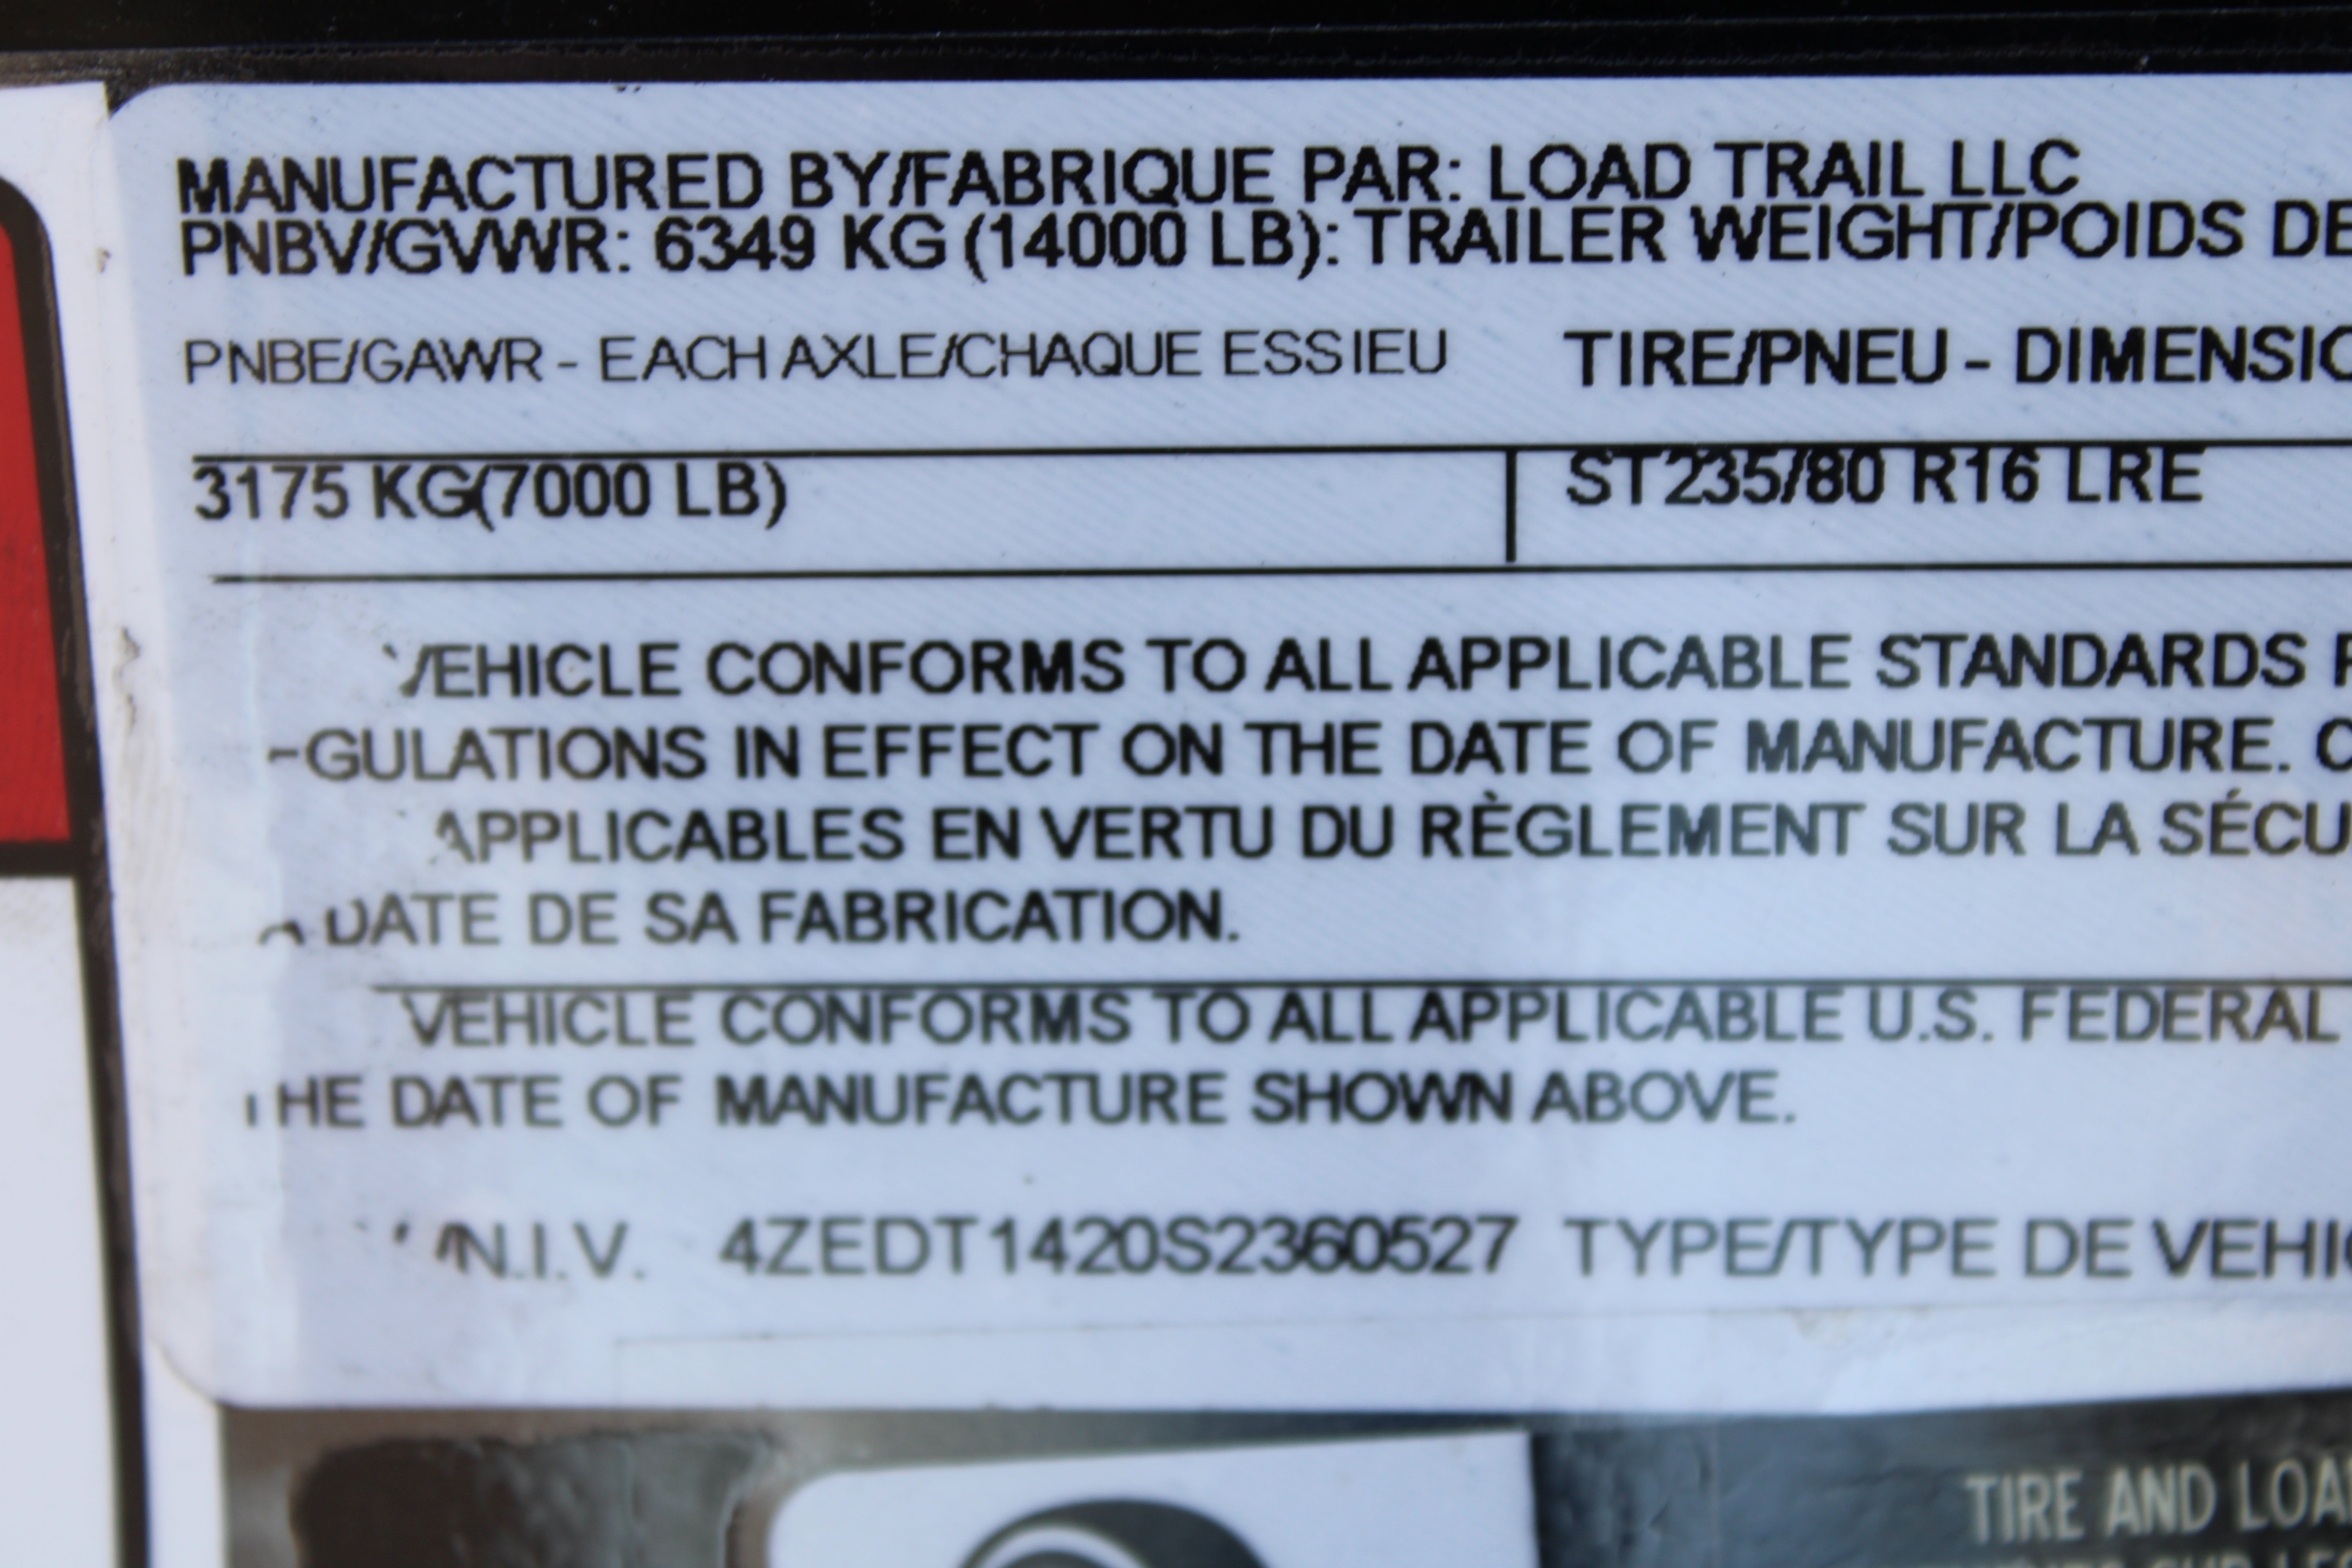 MANUFACTURED BY/FABRIQUE PAR: LOAD TRAIL LLC
PNBV/GVWR: 6349 KG (14000 LB): TRAILER WEIGHT/POIDS DE
PNBE/GAWR - EACH AXLE/CHAQUE ESSIEU TIRE/PNEU - DIMENSIO
3175 KG(7000 LB) ST235/80 R16 LRE
VEHICLE CONFORMS TO ALL APPLICABLE STANDARDS
GULATIONS IN EFFECT ON THE DATE OF MANUFACTURE. C
APPLICABLES EN VERTU DU RÈGLEMENT SUR LA SÉCU
A DATE DE SA FABRICATION.
VEHICLE CONFORMS TO ALL APPLICABLE U.S. FEDERAL
THE DATE OF MANUFACTURE SHOWN ABOVE.
/N.I.V. 4ZEDT1420S2360527 TYPE/TYPE DE VEHIC
TIRE AND LOA